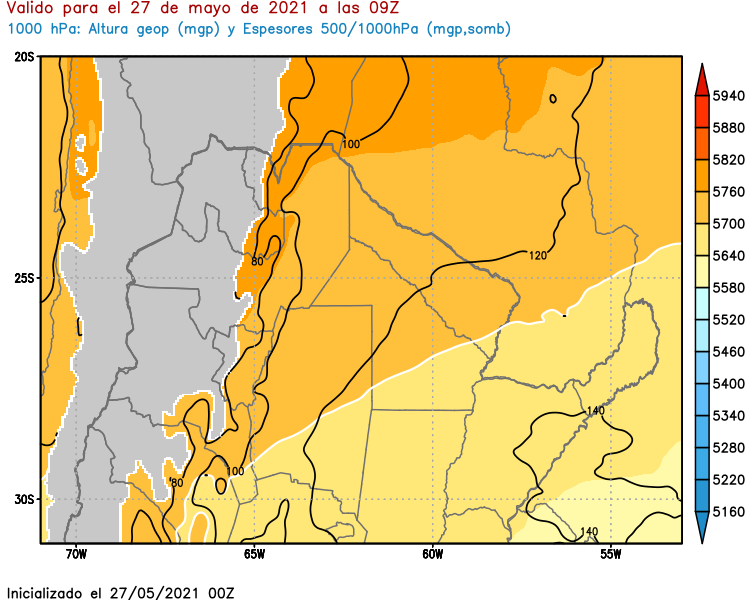 Valido para el 27 de mayo de 2021 a las 09Z
1000 hPa: Altura geop (mgp) y Espesores 500/1000hPa (mgp,somb)
20S
25S
30S
70W
65W
60W
55W
100
80
120
140
100
80
140
5940
5880
5820
5760
5700
5640
5580
5520
5460
5400
5340
5280
5220
5160
Inicializado el 27/05/2021 00Z